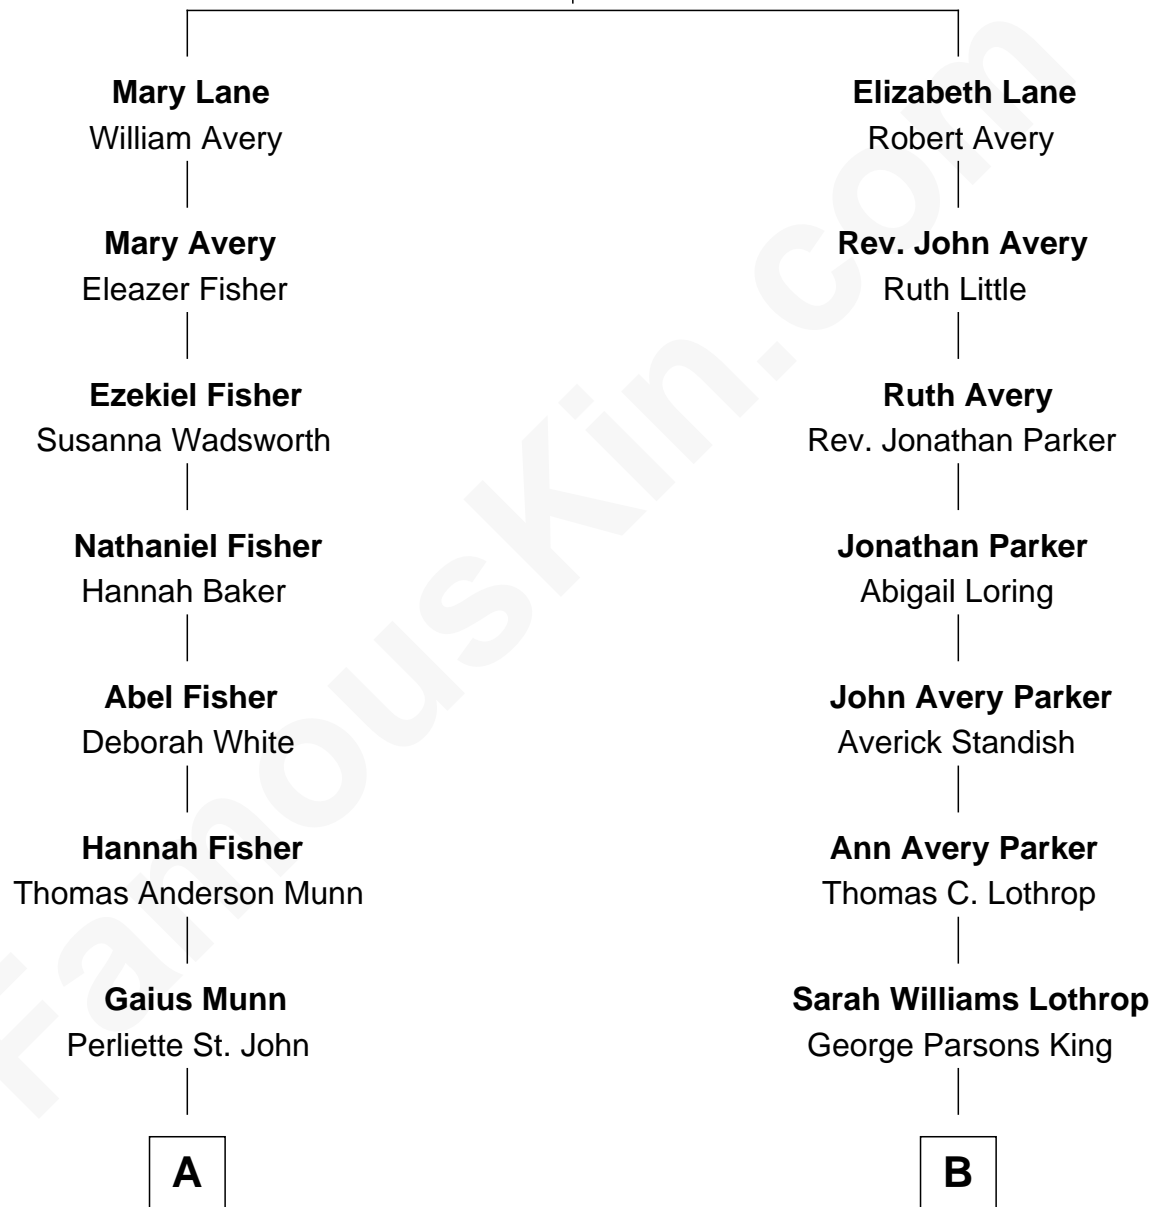 Mary Lane
William Avery
Mary Avery
Eleazer Fisher
Ezekiel Fisher
Susanna Wadsworth
Nathaniel Fisher
Hannah Baker
Abel Fisher
Deborah White
Hannah Fisher
Thomas Anderson Munn
Gaius Munn
Perliette St. John
A
Elizabeth Lane
Robert Avery
Rev. John Avery
Ruth Little
Ruth Avery
Rev. Jonathan Parker
Jonathan Parker
Abigail Loring
John Avery Parker
Averick Standish
Ann Avery Parker
Thomas C. Lothrop
Sarah Williams Lothrop
George Parsons King
B
FamousKin.com